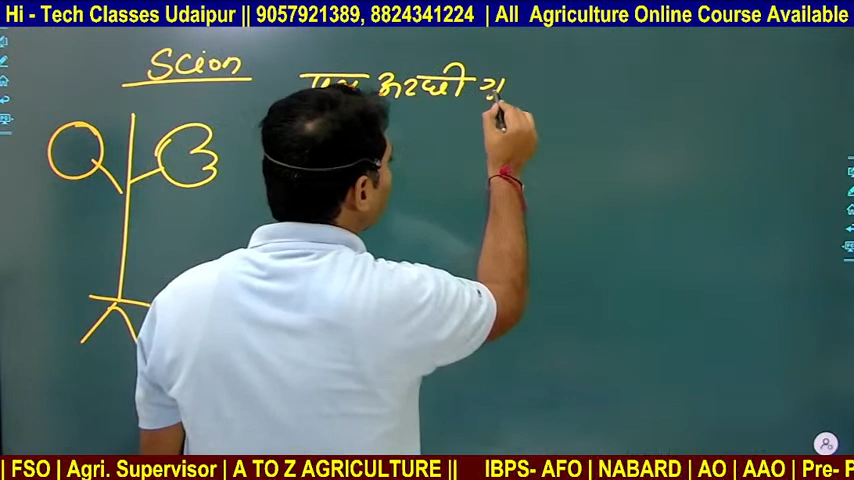 Hi - Tech Classes Udaipur || 9057921389, 8824341224 | All Agriculture Online Course Available
Scion
अच्छी
| FSO | Agri. Supervisor | A TO Z AGRICULTURE || IBPS- AFO | NABARD | AO | AAO | Pre- P